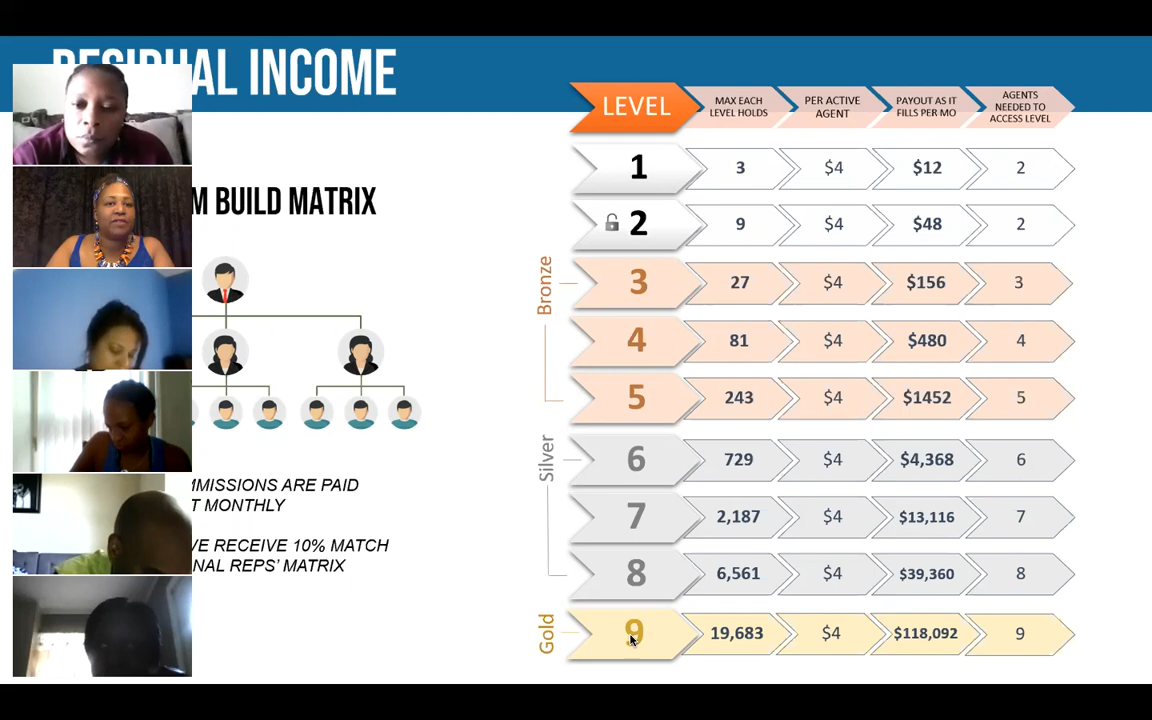 INCOME
BUILD MATRIX
ARE PAID
MONTHLY
RECEIVE 10% MATCH
REPS' MATRIX
LEVEL
MAX EACH
LEVEL HOLDS
PER ACTIVE
AGENT
PAYOUT AS IT
FILLS PER MO
AGENTS
NEEDED TO
ACCESS LEVEL
1 3 $4 $12 2
2 9 $4 $48 2
Bronze
3 27 $4 $156 3
4 81 $4 $480 4
5 243 $4 $1452 5
Silver
6 729 $4 $4,368 6
7 2,187 $4 $13,116 7
8 6,561 $4 $39,360 8
Gold
9 19,683 $4 $118,092 9